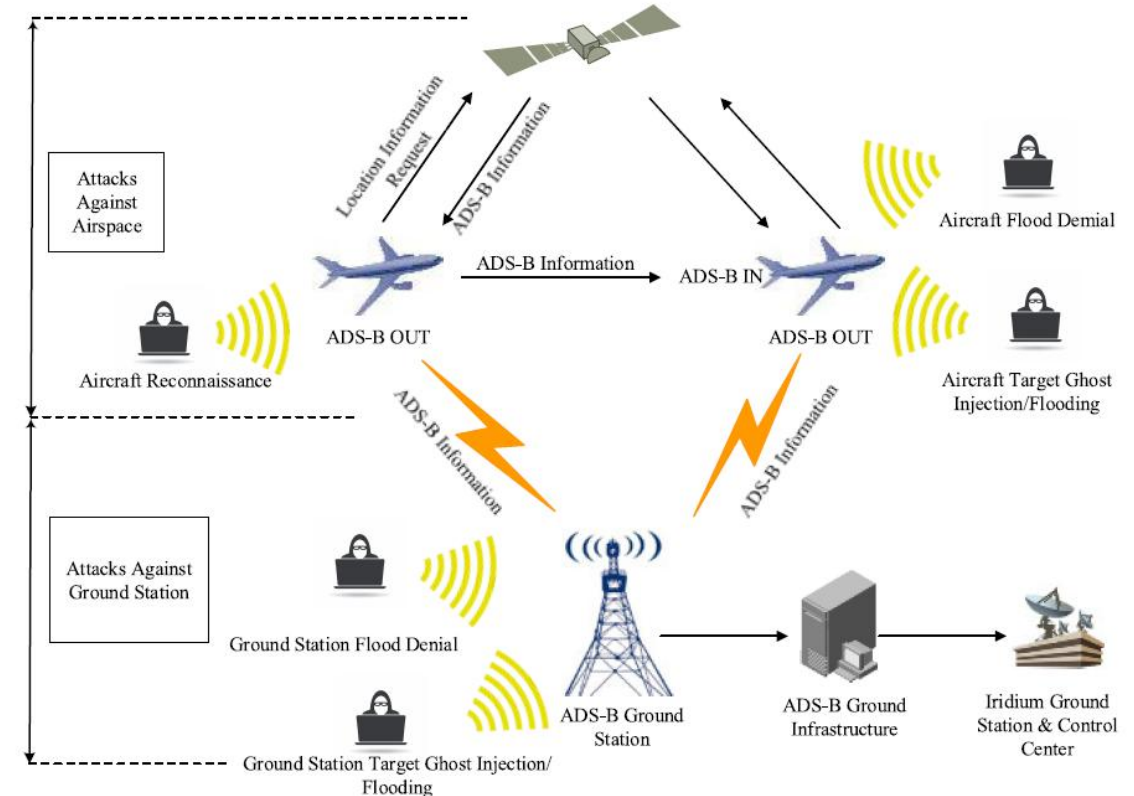 Location Information
Request
ADS-B Information
Attacks
Against
Airspace
Aircraft Flood Denial
ADS-B Information
ADS-B IN
ADS-B OUT
ADS-B OUT
Aircraft Reconnaissance
Aircraft Target Ghost
Injection/Flooding
ADS-B Information
ADS-B Information
Attacks Against
Ground Station
Ground Station Flood Denial
ADS-B Ground
Station
ADS-B Ground
Infrastructure
Iridium Ground
Station & Control
Center
Ground Station Target Ghost Injection/
Flooding